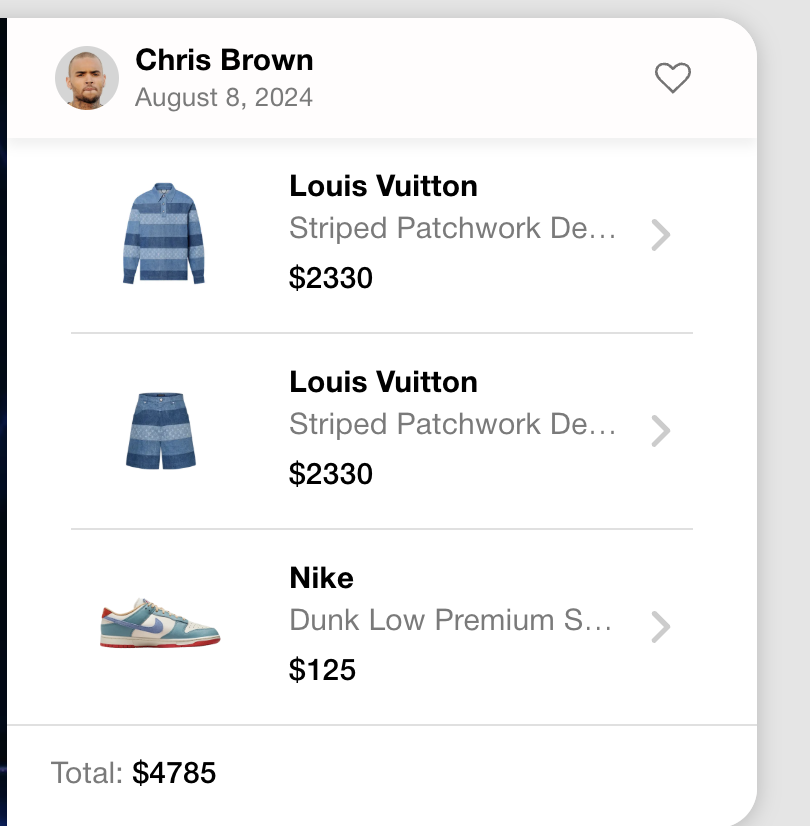 Chris Brown
August 8, 2024
Louis Vuitton
Striped Patchwork De...
$2330
Louis Vuitton
Striped Patchwork De...
$2330
Nike
Dunk Low Premium S...
$125
Total: $4785